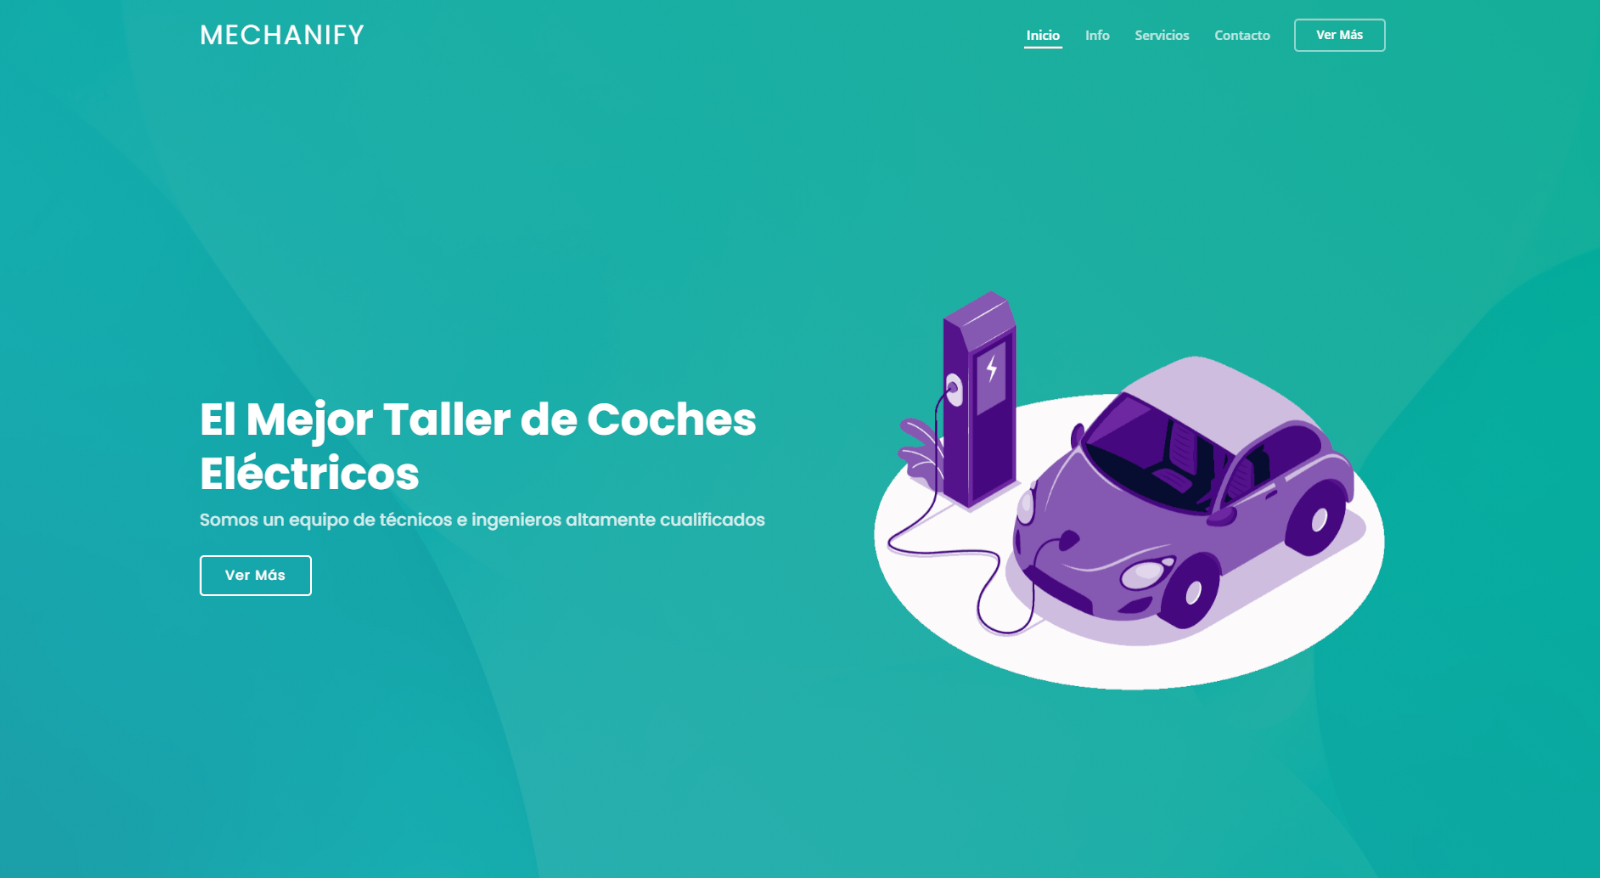 MECHANIFY
Inicio Info Servicios Contacto Ver Más
El Mejor Taller de Coches
Eléctricos
Somos un equipo de técnicos e ingenieros altamente cualificados
Ver Más